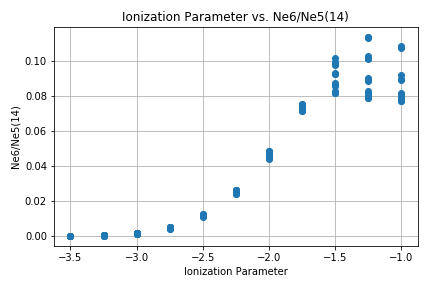 Ionization Parameter vs. Ne6/Ne5(14)
Ne6/Ne5(14)
0.10
0.08
0.06
0.04
0.02
0.00
−3.5 −3.0 −2.5 −2.0 −1.5 −1.0
Ionization Parameter